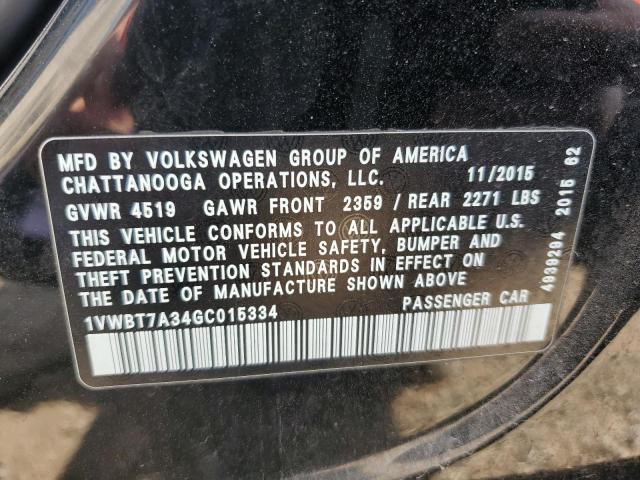 MFD BY VOLKSWAGEN GROUP OF AMERICA
CHATTANOOGA OPERATIONS, LLC. 11/2015
GVWR 4519 GAWR FRONT 2359 / REAR 2271 LBS
THIS VEHICLE CONFORMS TO ALL APPLICABLE U.S.
FEDERAL MOTOR VEHICLE SAFETY, BUMPER AND
THEFT PREVENTION STANDARDS IN EFFECT ON
THE DATE OF MANUFACTURE SHOWN ABOVE
1VWBT7A34GC015334 PASSENGER CAR
4939294 2015 62